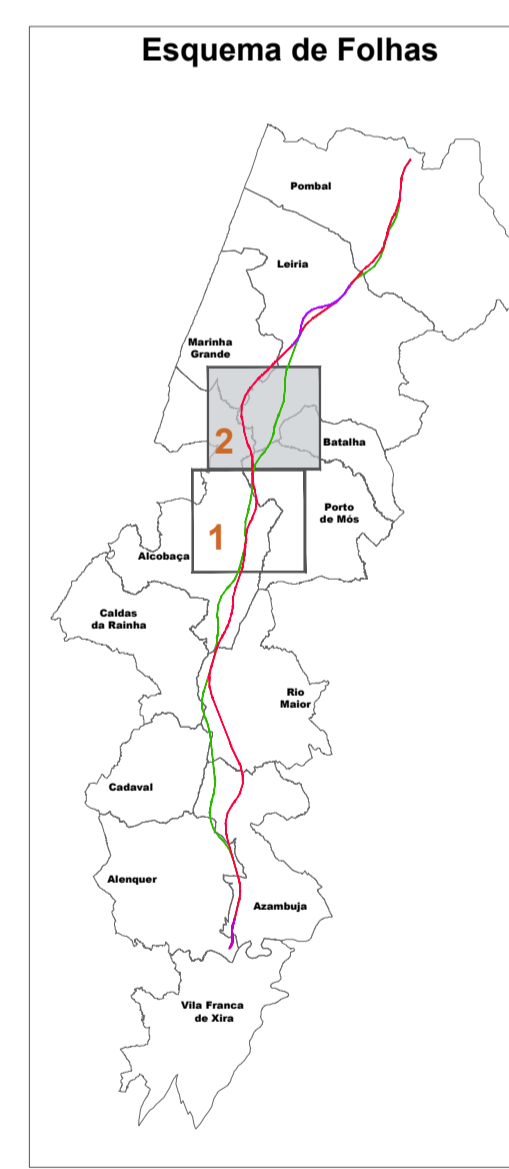 Esquema de Folhas
Pombal
Leiria
Marinha
Grande
2
Batalha
1
Porto
de Mós
Alcobaça
Caldas
da Rainha
Rio
Maior
Cadaval
Alenquer
Azambuja
Vila Franca
de Xira